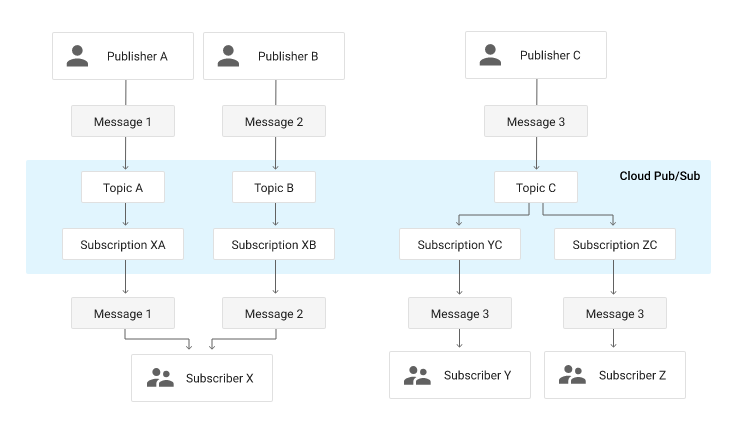 Publisher A
Publisher B
Publisher C
Message 1
Message 2
Message 3
Cloud Pub/Sub
Topic A
Topic B
Topic C
Subscription XA
Subscription XB
Subscription YC
Subscription ZC
Message 1
Message 2
Message 3
Message 3
Subscriber X
Subscriber Y
Subscriber Z